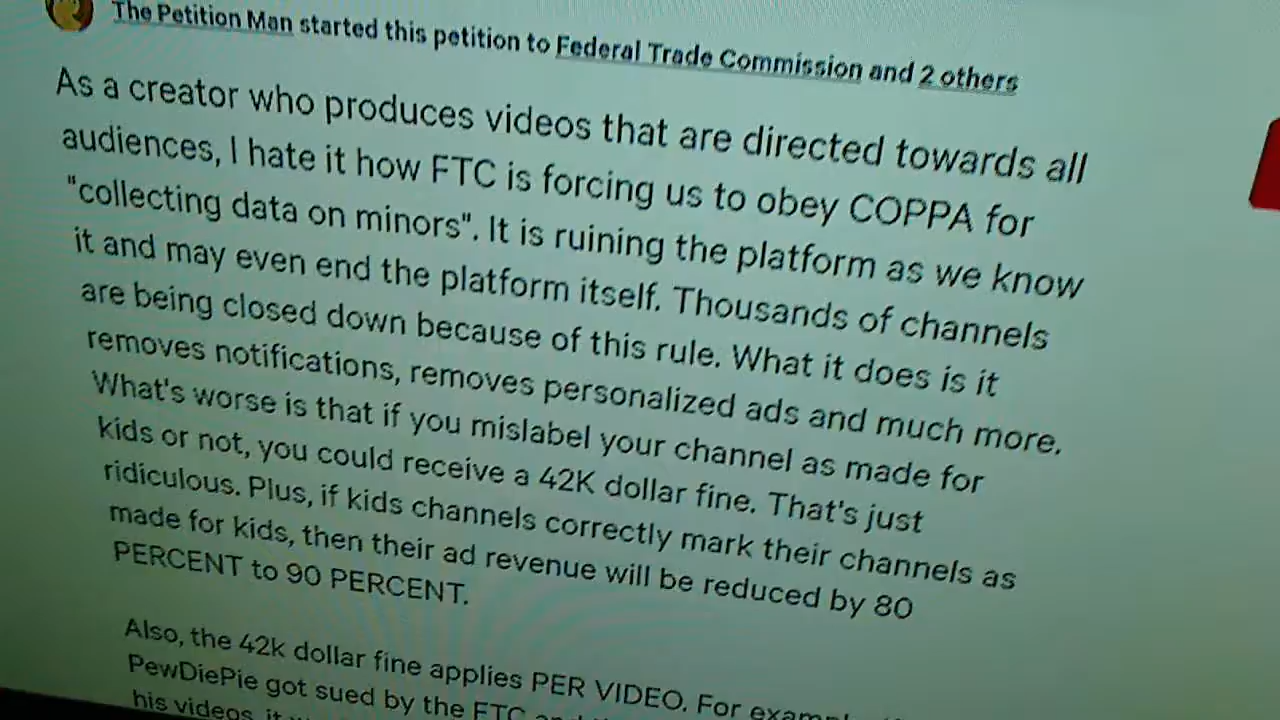 The Petition Man started this petition to Federal Trade Commission and 2 others
As a creator who produces videos that are directed towards all
audiences, I hate it how FTC is forcing us to obey COPPA for
"collecting data on minors". It is ruining the platform as we know
it and may even end the platform itself. Thousands of channels
are being closed down because of this rule. What it does is it
removes notifications, removes personalized ads and much more.
What's worse is that if you mislabel your channel as made for
kids or not, you could receive a 42K dollar fine. That's just
ridiculous. Plus, if kids channels correctly mark their channels as
made for kids, then their ad revenue will be reduced by 80
PERCENT to 90 PERCENT.
Also, the 42k dollar fine applies PER VIDEO. For
PewDiePie got sued by the FTC
his videos